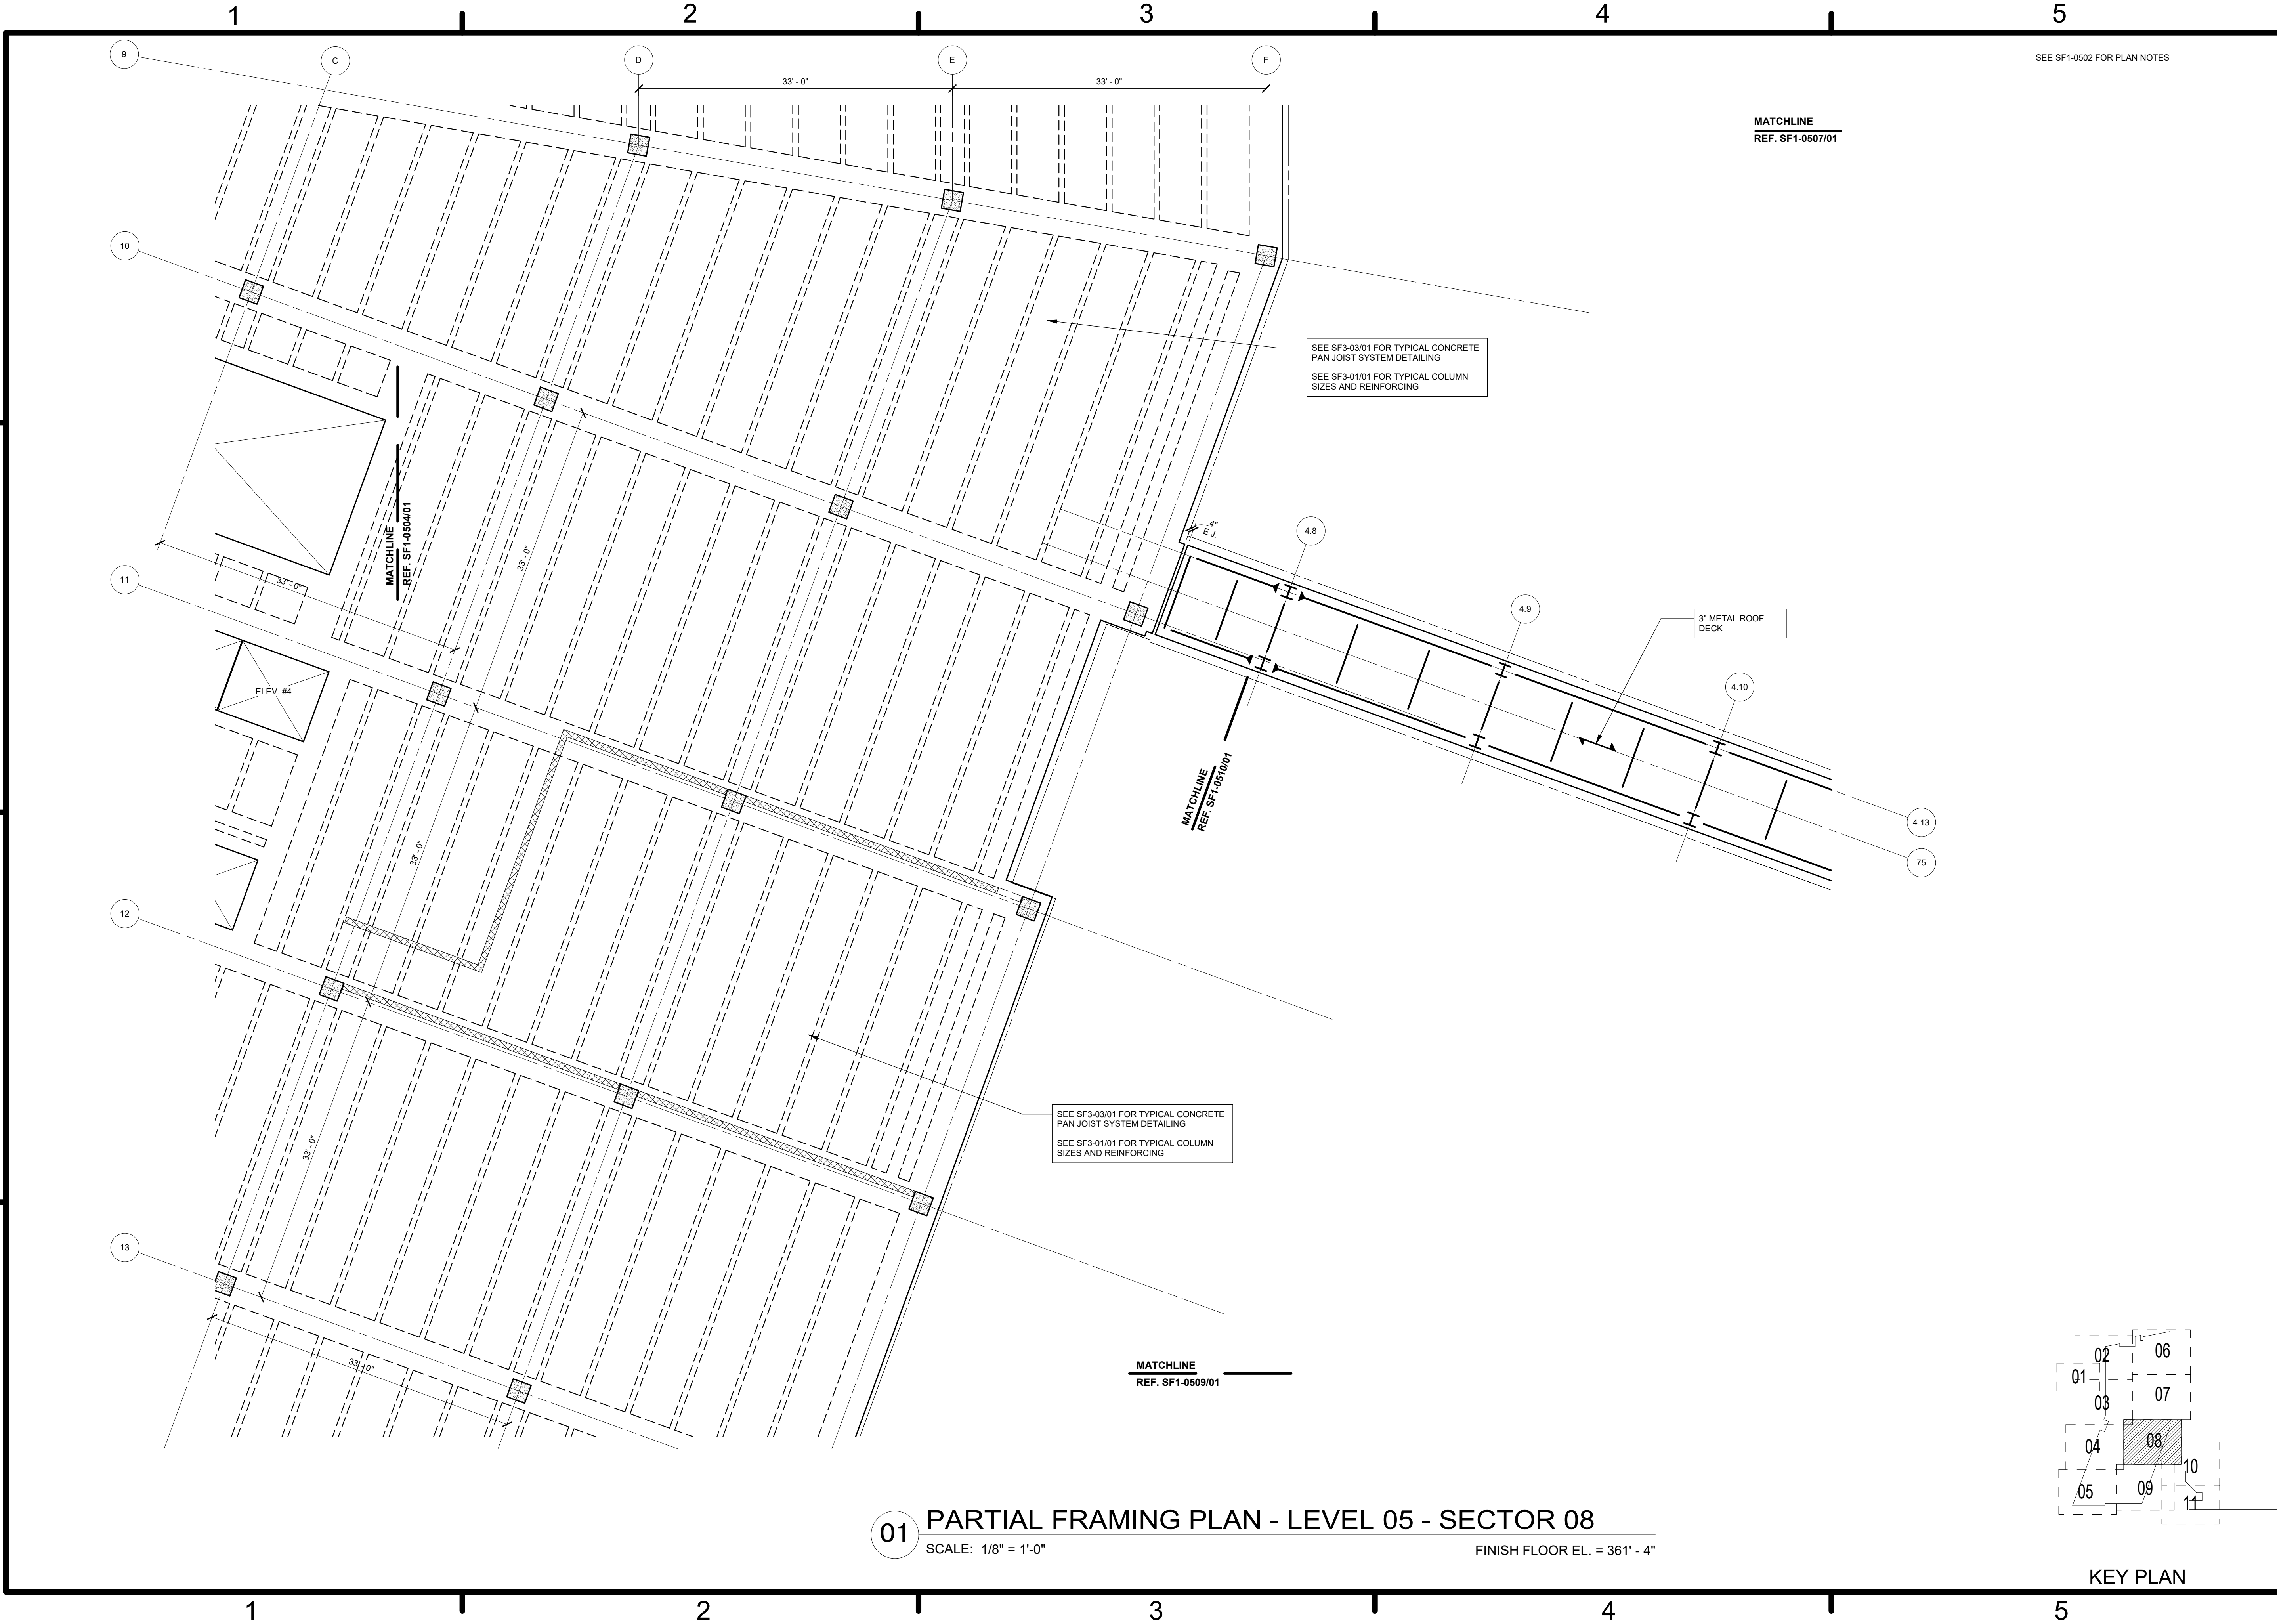 1
2
3
4
5
SEE SF1-0502 FOR PLAN NOTES
9
C
D
E
F
33' - 0"
33' - 0"
MATCHLINE
REF. SF1-0507/01
10
SEE SF3-03/01 FOR TYPICAL CONCRETE
PAN JOIST SYSTEM DETAILING
SEE SF3-01/01 FOR TYPICAL COLUMN
SIZES AND REINFORCING
MATCHLINE
REF. SF1-0504/01
33' - 0"
4"
E.J.
4.8
11
33' - 0"
4.9
3" METAL ROOF
DECK
ELEV. #4
4.10
MATCHLINE
REF. SF1-0510/01
4.13
33' - 0"
75
12
SEE SF3-03/01 FOR TYPICAL CONCRETE
PAN JOIST SYSTEM DETAILING
SEE SF3-01/01 FOR TYPICAL COLUMN
SIZES AND REINFORCING
33' - 0"
13
33' - 0"
MATCHLINE
REF. SF1-0509/01
02
06
01
07
03
04
08
10
05
09
11
01
PARTIAL FRAMING PLAN - LEVEL 05 - SECTOR 08
SCALE: 1/8" = 1'-0"
FINISH FLOOR EL. = 361' - 4"
KEY PLAN
1
2
3
4
5